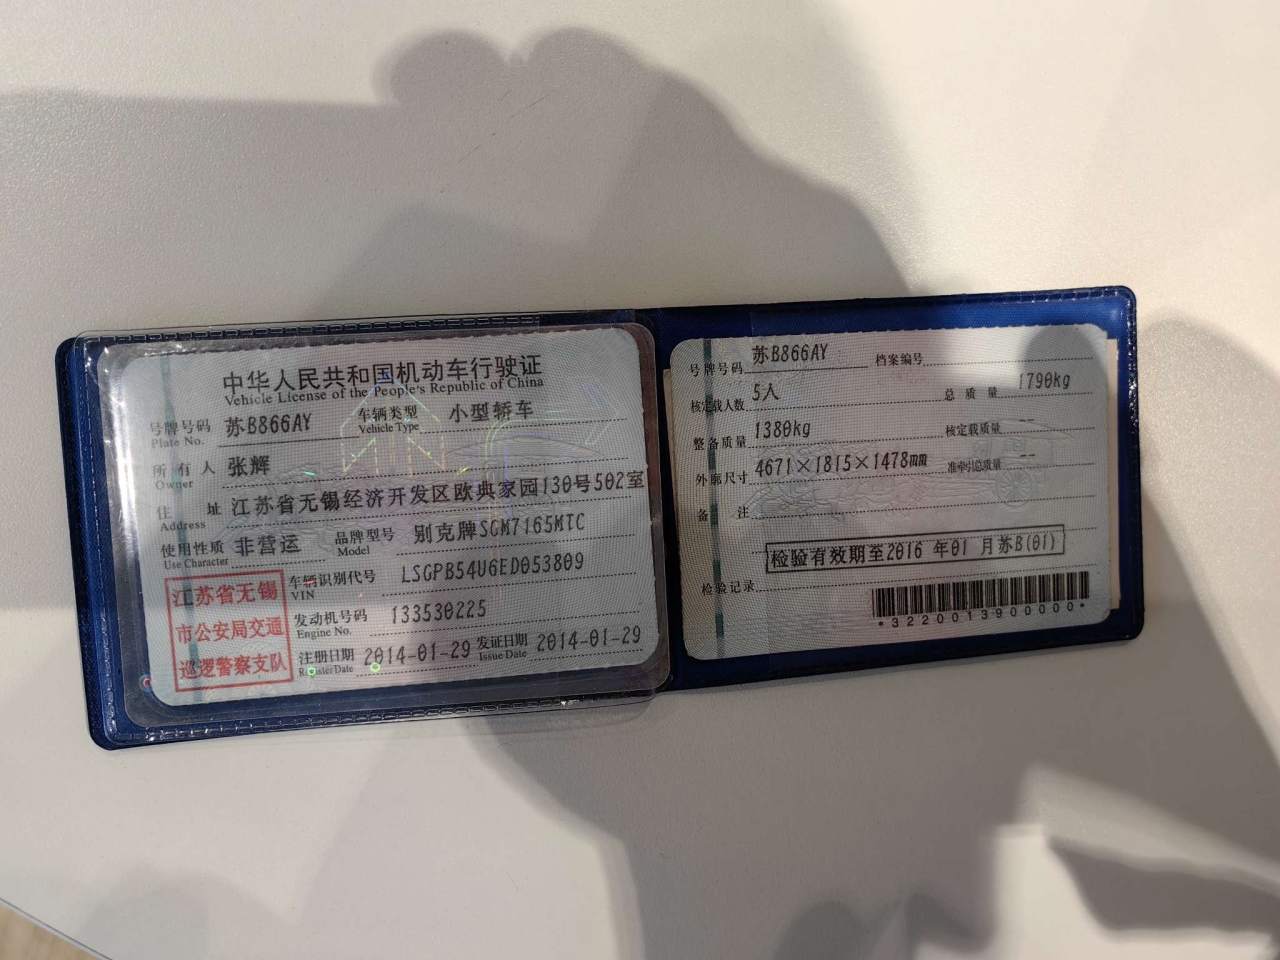 中华人民共和国机动车行驶证
Vehicle License of the People's Republic of China
号牌号码 Plate No. 苏B866AY 车辆类型 Vehicle Type 小型轿车
所有人 Owner 张辉
住址 Address 江苏省无锡经济开发区欧典家园130号502室
使用性质 Use Character 非营运 品牌型号 Model 别克牌SGM7165MTC
江苏省无锡
市公安局交通
巡逻警察支队
车辆识别代号 VIN LSGPB54U6ED053809
发动机号码 Engine No. 133530225
注册日期 Register Date 2014-01-29 发证日期 Issue Date 2014-01-29
号牌号码 苏B866AY 档案编号
核定载人数 5人 总质量 1790kg
整备质量 1380kg 核定载质量 --
外廓尺寸 4671×1815×1478mm 准牵引总质量 --
备注
检验有效期至2016 年01 月苏B(01)
检验记录
*3220013900000*